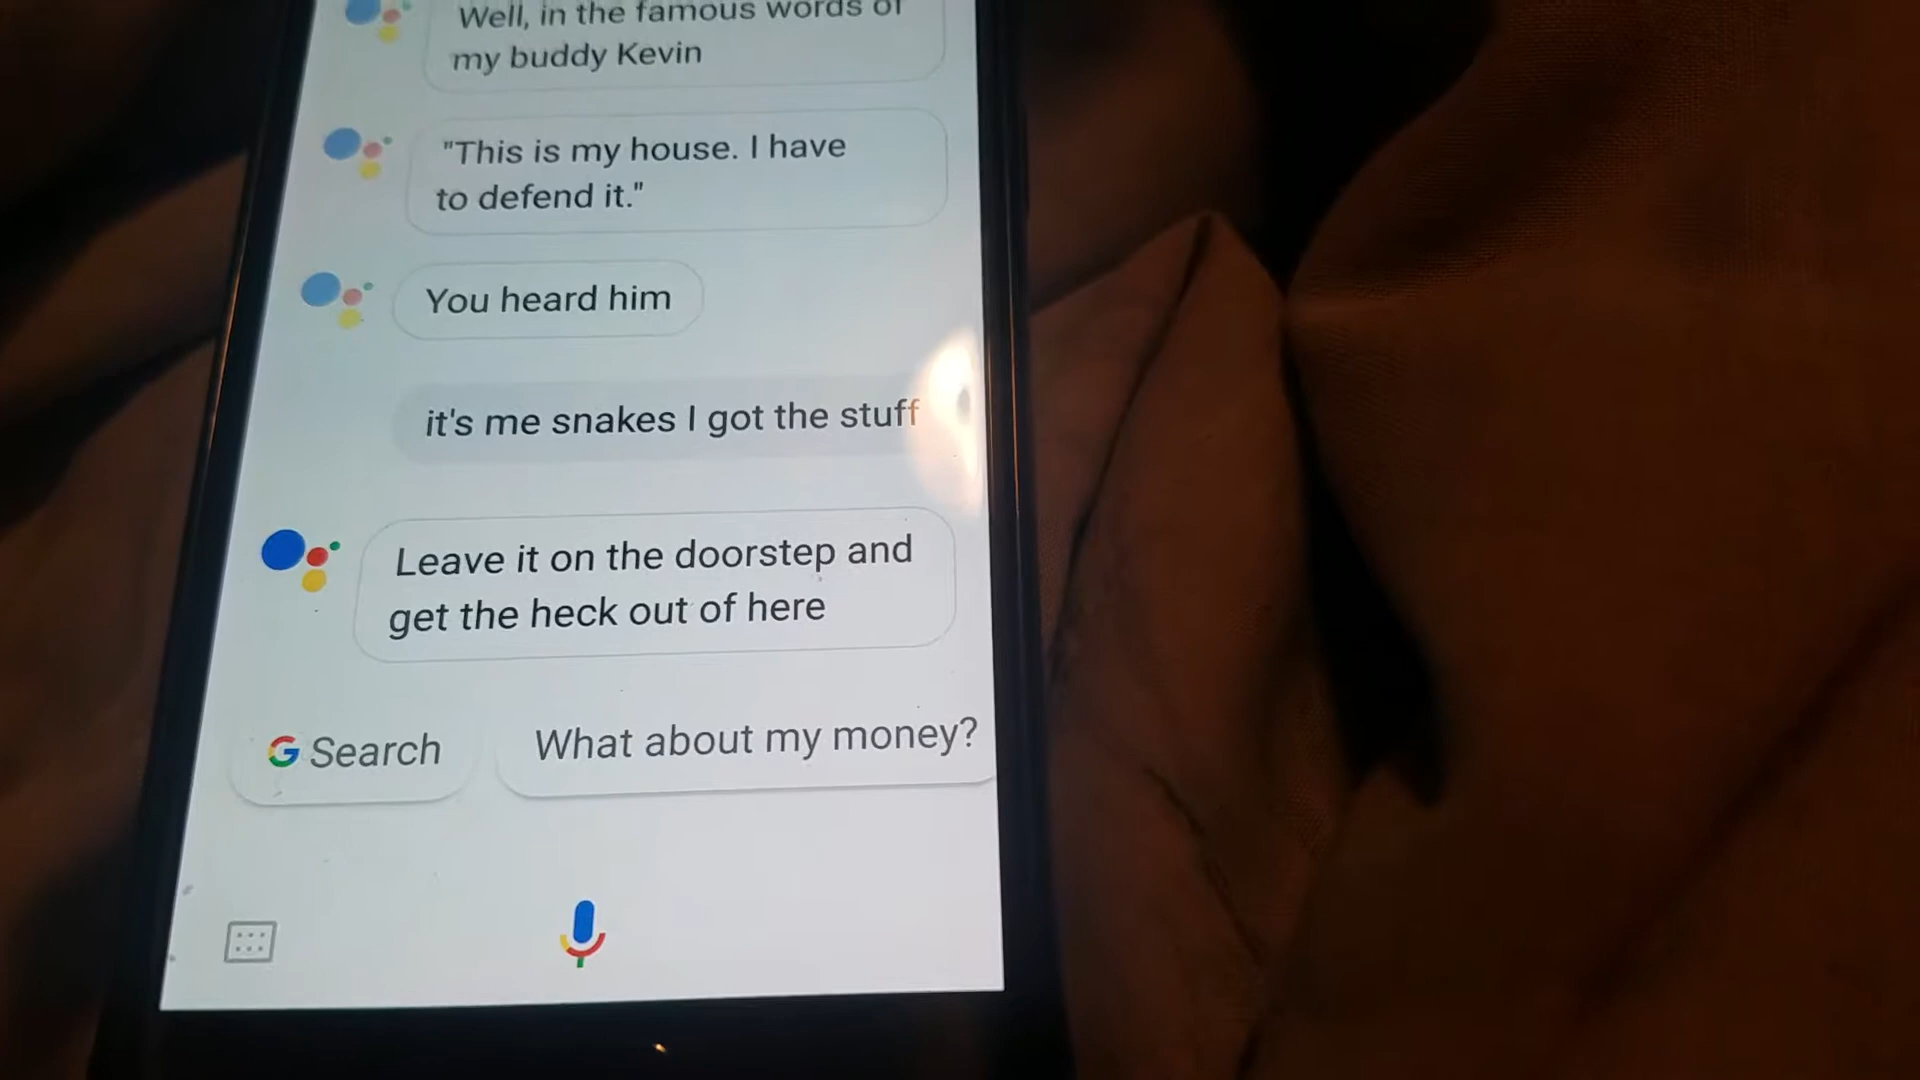 Well, in the famous words of
my buddy Kevin
"This is my house. I have
to defend it."
You heard him
it's me snakes I got the stuff
Leave it on the doorstep and
get the heck out of here
G Search
What about my money?